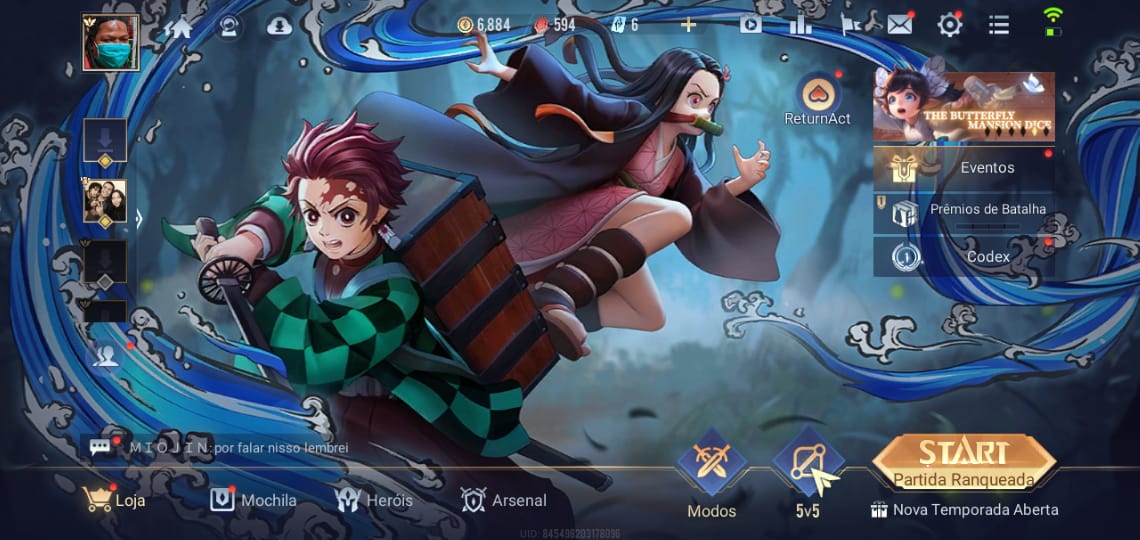 6,884
594
6
ReturnAct
THE BUTTERFLY
MANSION DICE
Eventos
Prêmios de Batalha
Codex
M I O J I N: por falar nisso lembrei
START
Partida Ranqueada
Loja
Mochila
Heróis
Arsenal
Modos
5v5
Nova Temporada Aberta